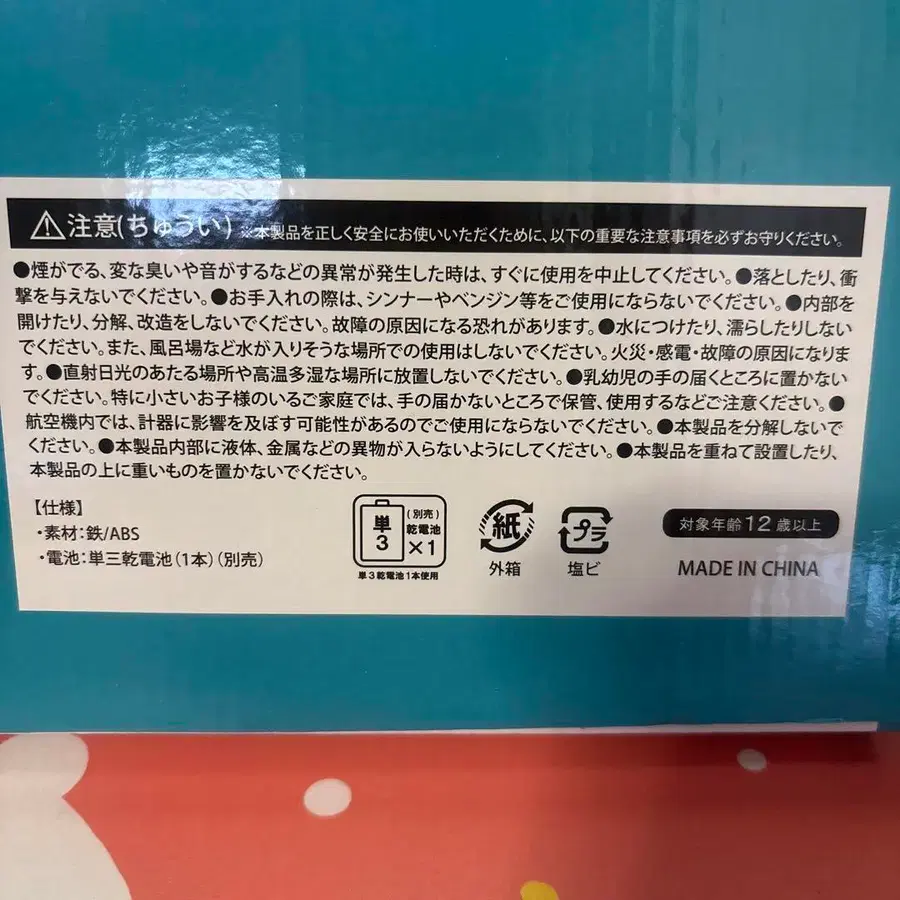 注意(ちゅうい) ※本製品を正しく安全にお使いいただくために、以下の重要な注意事項を必ずお守りください。
●煙がでる、変な臭いや音がするなどの異常が発生した時は、すぐに使用を中止してください。●落としたり、衝
撃を与えないでください。●お手入れの際は、シンナーやベンジン等をご使用にならないでください。●内部を
開けたり、分解、改造をしないでください。故障の原因になる恐れがあります。●水につけたり、濡らしたりしない
でください。また、風呂場など水が入りそうな場所での使用はしないでください。火災・感電・故障の原因になりま
す。●直射日光のあたる場所や高温多湿な場所に放置しないでください。●乳幼児の手の届くところに置かない
でください。特に小さいお子様のいるご家庭では、手の届かないところで保管、使用するなどご注意ください。●
航空機内では、計器に影響を及ぼす可能性があるのでご使用にならないでください。●本製品を分解しないで
ください。●本製品内部に液体、金属などの異物が入らないようにしてください。●本製品を重ねて設置したり、
本製品の上に重いものを置かないでください。
【仕様】
・素材：鉄/ABS
・電池：単三乾電池(1本)(別売)
単3
(別売)
乾電池
×1
単3乾電池1本使用
紙
外箱
プラ
塩ビ
対象年齢12歳以上
MADE IN CHINA